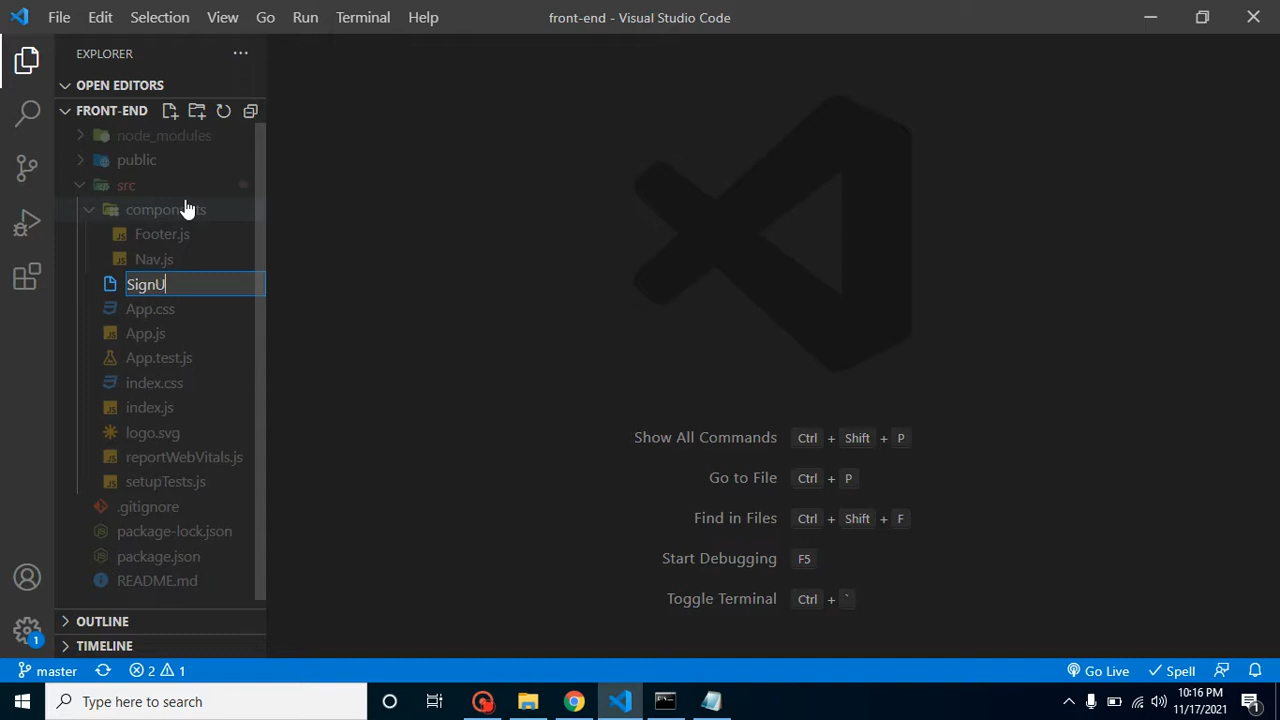 File Edit Selection View Go Run Terminal Help front-end - Visual Studio Code
EXPLORER
OPEN EDITORS
FRONT-END
node_modules
public
src
components
Footer.js
Nav.js
SignU
App.css
App.js
App.test.js
index.css
index.js
logo.svg
reportWebVitals.js
setupTests.js
.gitignore
package-lock.json
package.json
README.md
OUTLINE
TIMELINE
Show All Commands Ctrl + Shift + P
Go to File Ctrl + P
Find in Files Ctrl + Shift + F
Start Debugging F5
Toggle Terminal Ctrl + `
1
master 2 1 Go Live Spell
Type here to search
10:16 PM
11/17/2021
1